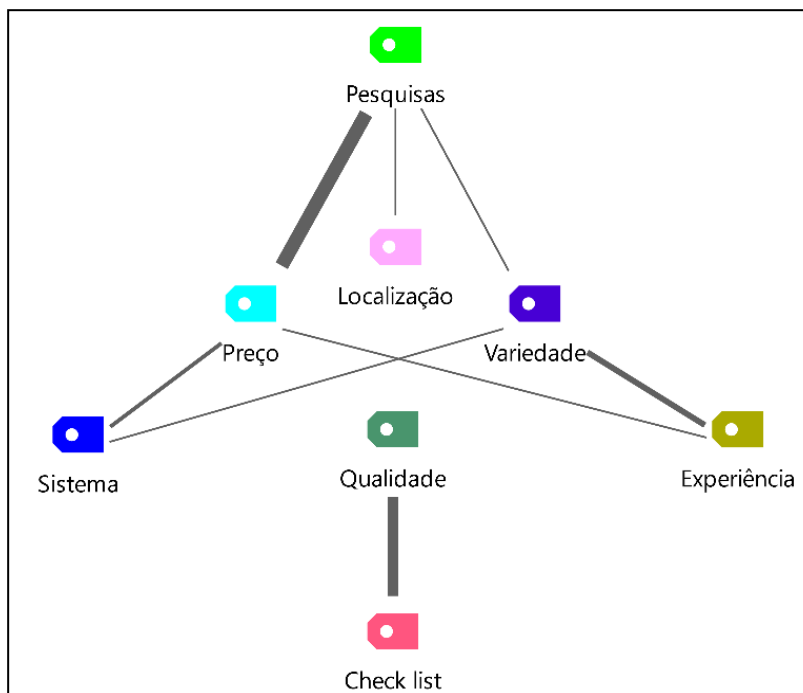 Pesquisas
Localização
Preço
Variedade
Sistema
Qualidade
Experiência
Check list